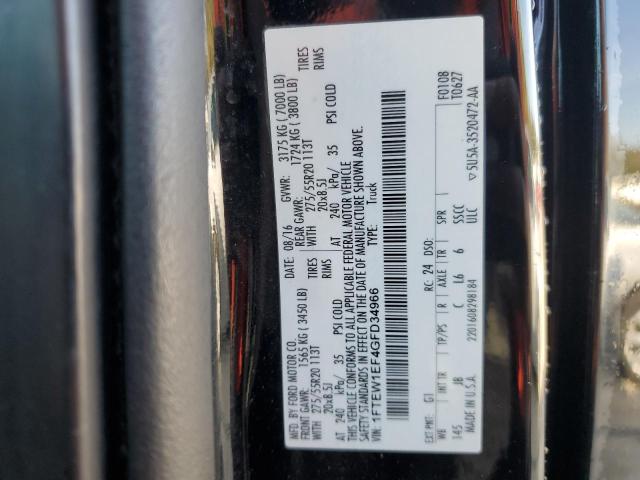 MFD. BY FORD MOTOR CO.
DATE: 08/16 GVWR: 3175 KG ( 7000 LB)
FRONT GAWR: 1565 KG ( 3450 LB) REAR GAWR: 1724 KG ( 3800 LB)
WITH 275/55R20 113T TIRES WITH 275/55R20 113T TIRES
20x8.5J RIMS 20x8.5J RIMS
AT 240 kPa/ 35 PSI COLD AT 240 kPa/ 35 PSI COLD
THIS VEHICLE CONFORMS TO ALL APPLICABLE FEDERAL MOTOR VEHICLE
SAFETY STANDARDS IN EFFECT ON THE DATE OF MANUFACTURE SHOWN ABOVE.
VIN: 1FTEW1EF4GFD34966 TYPE: Truck
F0108
T0627
EXT PNT: G1 RC: 24 DSO:
WB INT TR TP/PS R AXLE TR SPR
145 JB C L6 6 SSCC
MADE IN U.S.A. 2201608298184 ULC ▽5U5A-3520472-AA